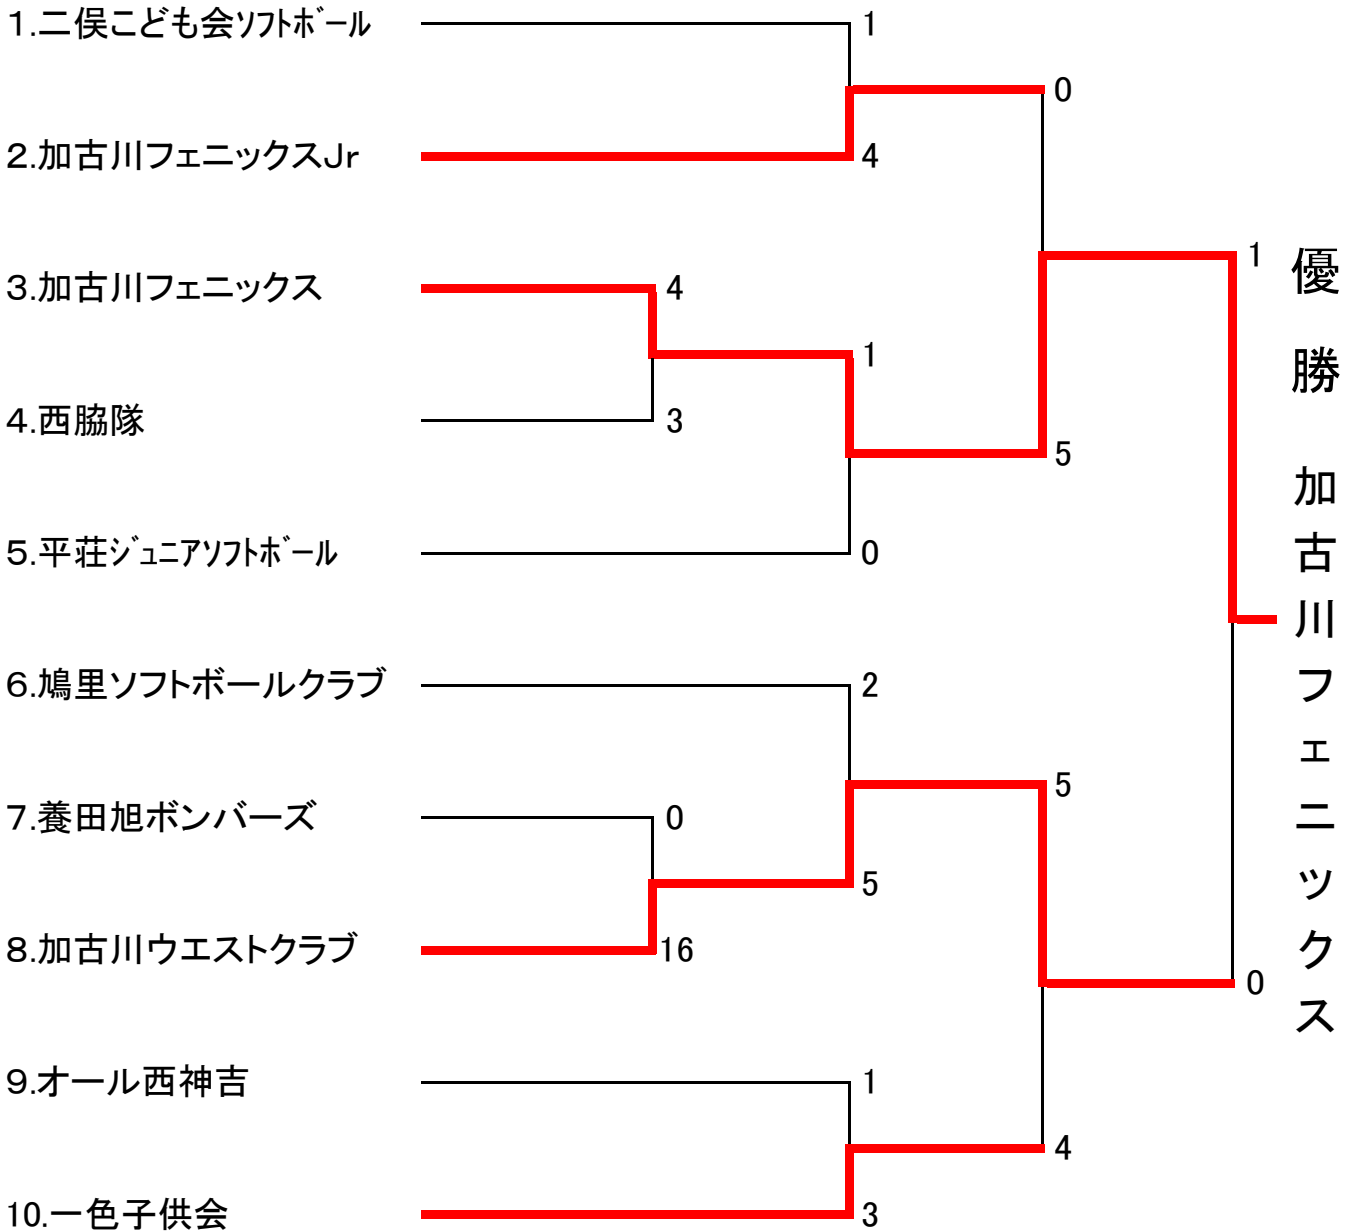 1.二俣こども会ソフトボール
1
0
2.加古川フェニックスJr
4
1
3.加古川フェニックス
4
1
4.西脇隊
3
5
5.平荘ジュニアソフトボール
0
6.鳩里ソフトボールクラブ
2
5
7.養田旭ボンバーズ
0
5
8.加古川ウエストクラブ
16
0
9.オール西神吉
1
4
10.一色子供会
3
優勝 加古川フェニックス